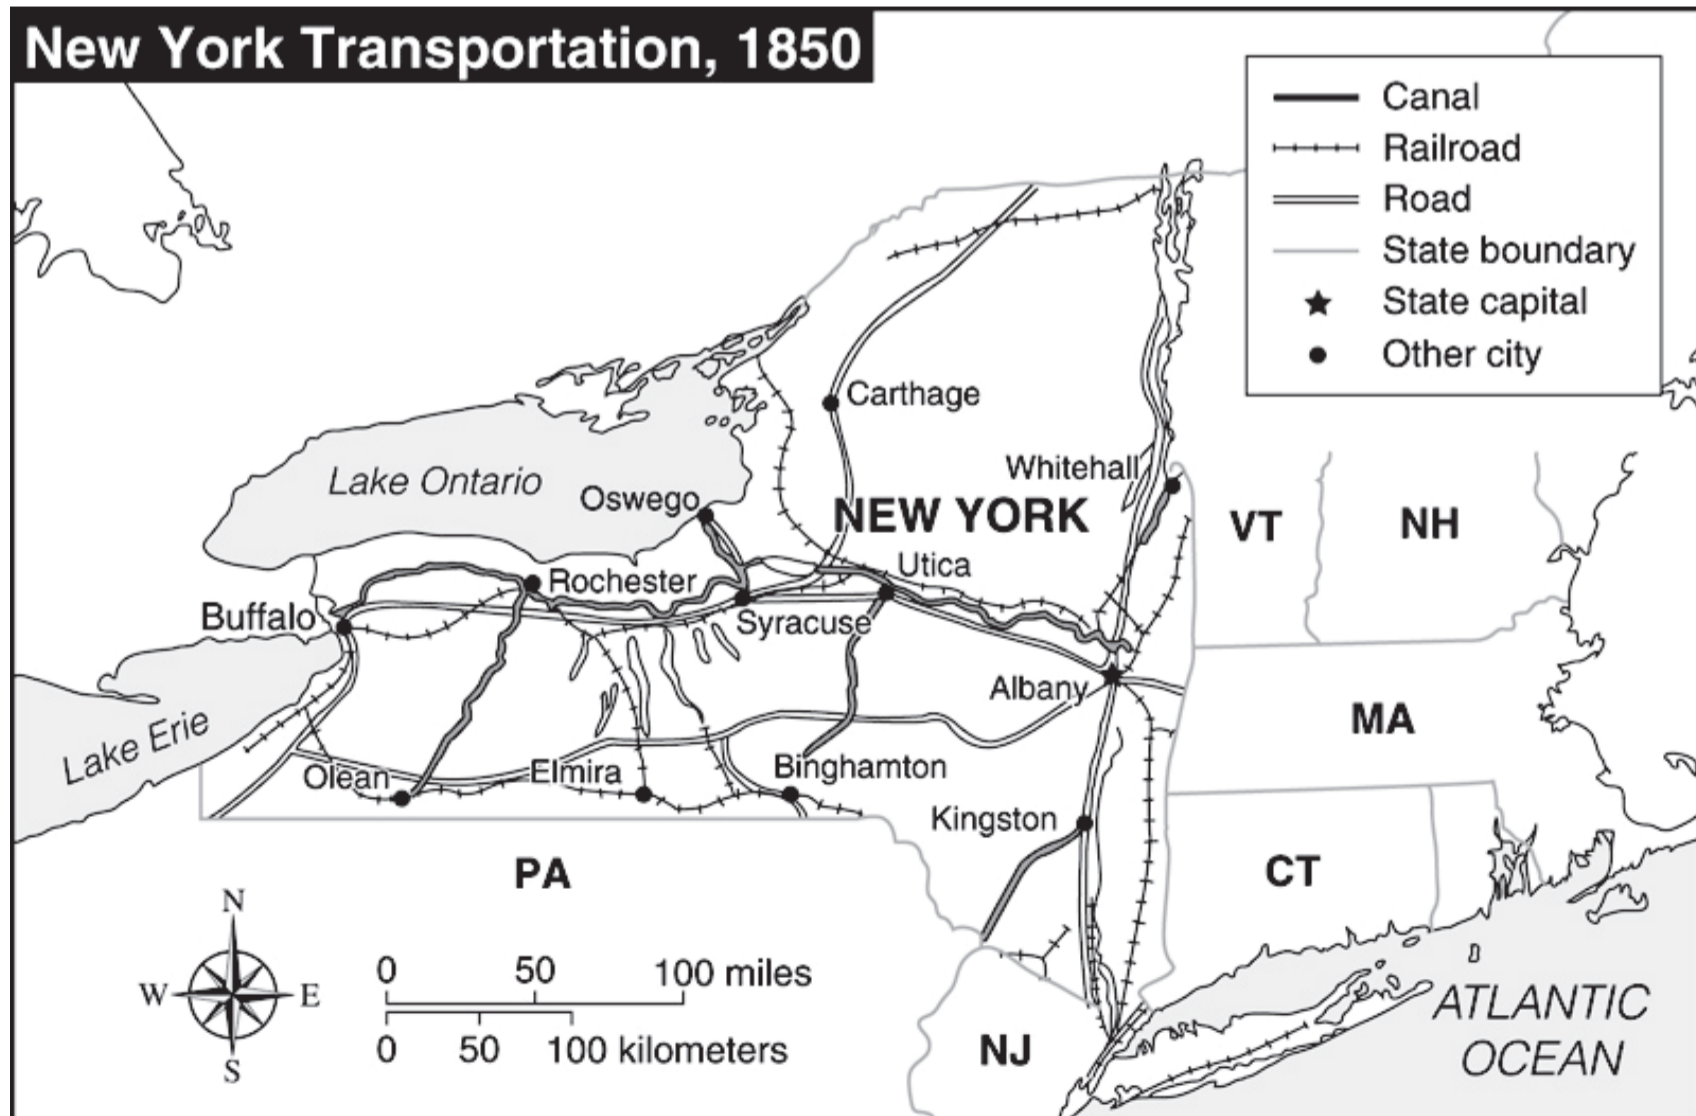 New York Transportation, 1850
Canal
Railroad
Road
State boundary
State capital
Other city
Carthage
Lake Ontario
Whitehall
Oswego
NEW YORK
VT
NH
Utica
Rochester
Buffalo
Syracuse
Albany
MA
Lake Erie
Olean
Elmira
Binghamton
Kingston
PA
CT
N
W
E
S
0 50 100 miles
0 50 100 kilometers
NJ
ATLANTIC
OCEAN